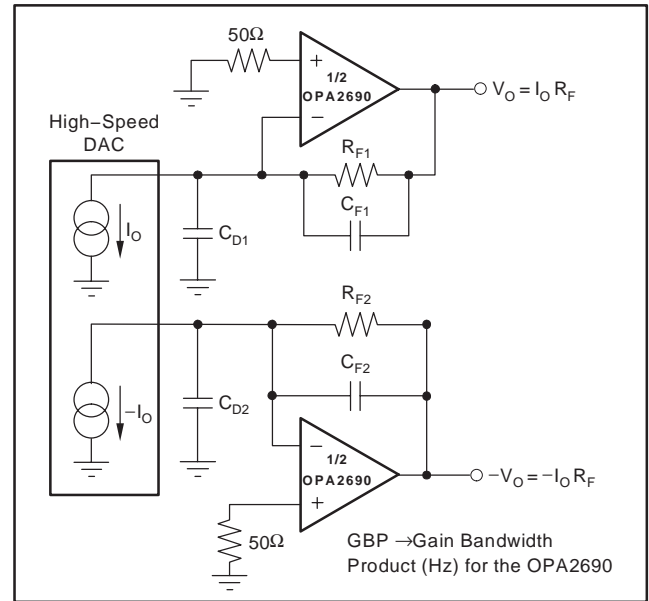 50Ω
+
1/2
OPA2690
−
V_O = I_O R_F
High−Speed
DAC
R_F1
C_F1
I_O
C_D1
R_F2
C_F2
−I_O
C_D2
−
1/2
OPA2690
+
−V_O = −I_O R_F
50Ω
GBP →Gain Bandwidth
Product (Hz) for the OPA2690